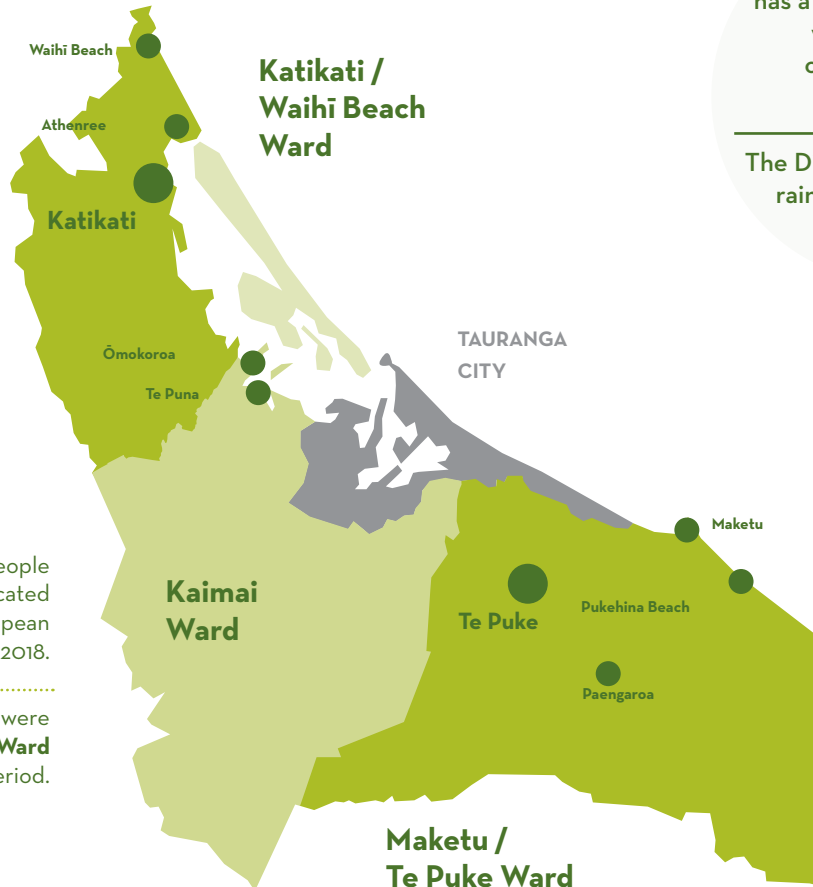 has a
The D
rain
Waihī Beach
Katikati /
Waihī Beach
Ward
Athenree
Katikati
TAURANGA
CITY
Ōmokoroa
Te Puna
Maketu
eople
cated
pean
2018.
were
Ward
eriod.
Kaimai
Ward
Te Puke
Pukehina Beach
Paengaroa
Maketu /
Te Puke Ward